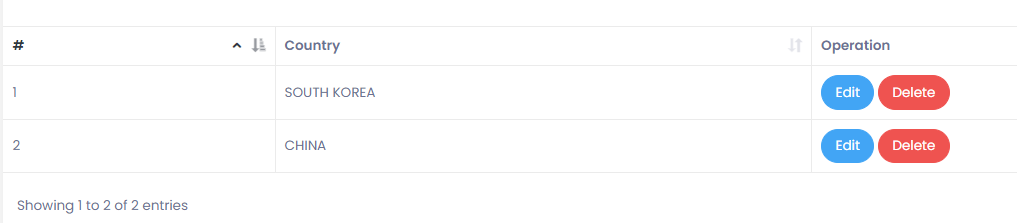 # Country Operation
1 SOUTH KOREA Edit Delete
2 CHINA Edit Delete
Showing 1 to 2 of 2 entries